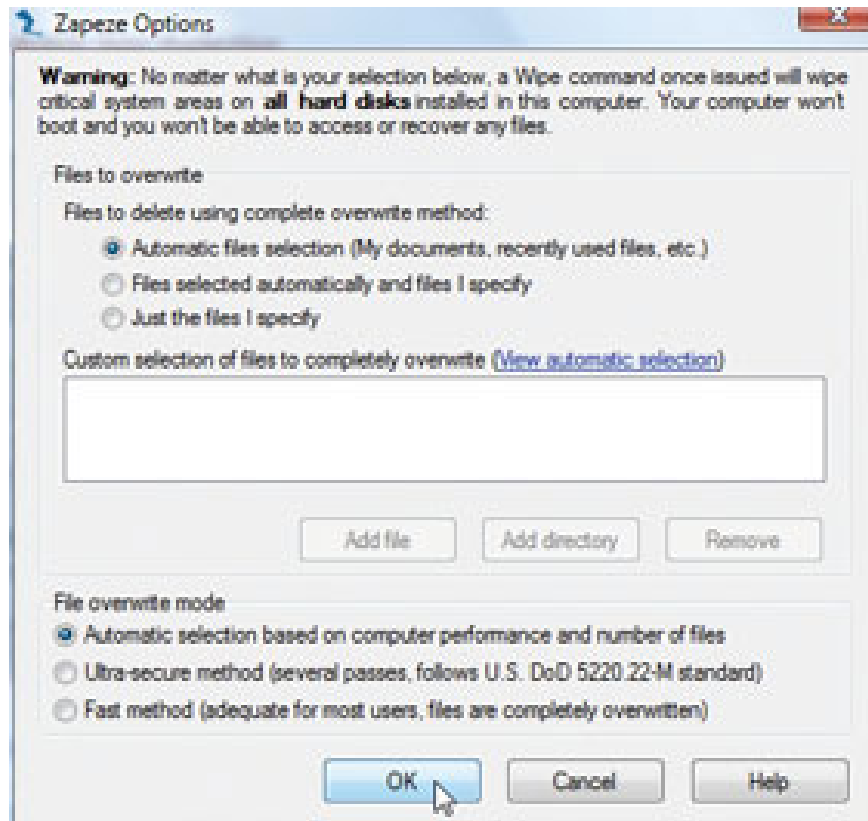 Zapeze Options
Warning: No matter what is your selection below, a Wipe command once issued will wipe
critical system areas on all hard disks installed in this computer. Your computer won't
boot and you won't be able to access or recover any files.
Files to overwrite
Files to delete using complete overwrite method:
Automatic files selection (My documents, recently used files, etc.)
Files selected automatically and files I specify
Just the files I specify
Custom selection of files to completely overwrite (View automatic selection)
Add file
Add directory
Remove
File overwrite mode
Automatic selection based on computer performance and number of files
Ultra-secure method (several passes, follows U.S. DoD 5220.22-M standard)
Fast method (adequate for most users, files are completely overwritten)
OK
Cancel
Help